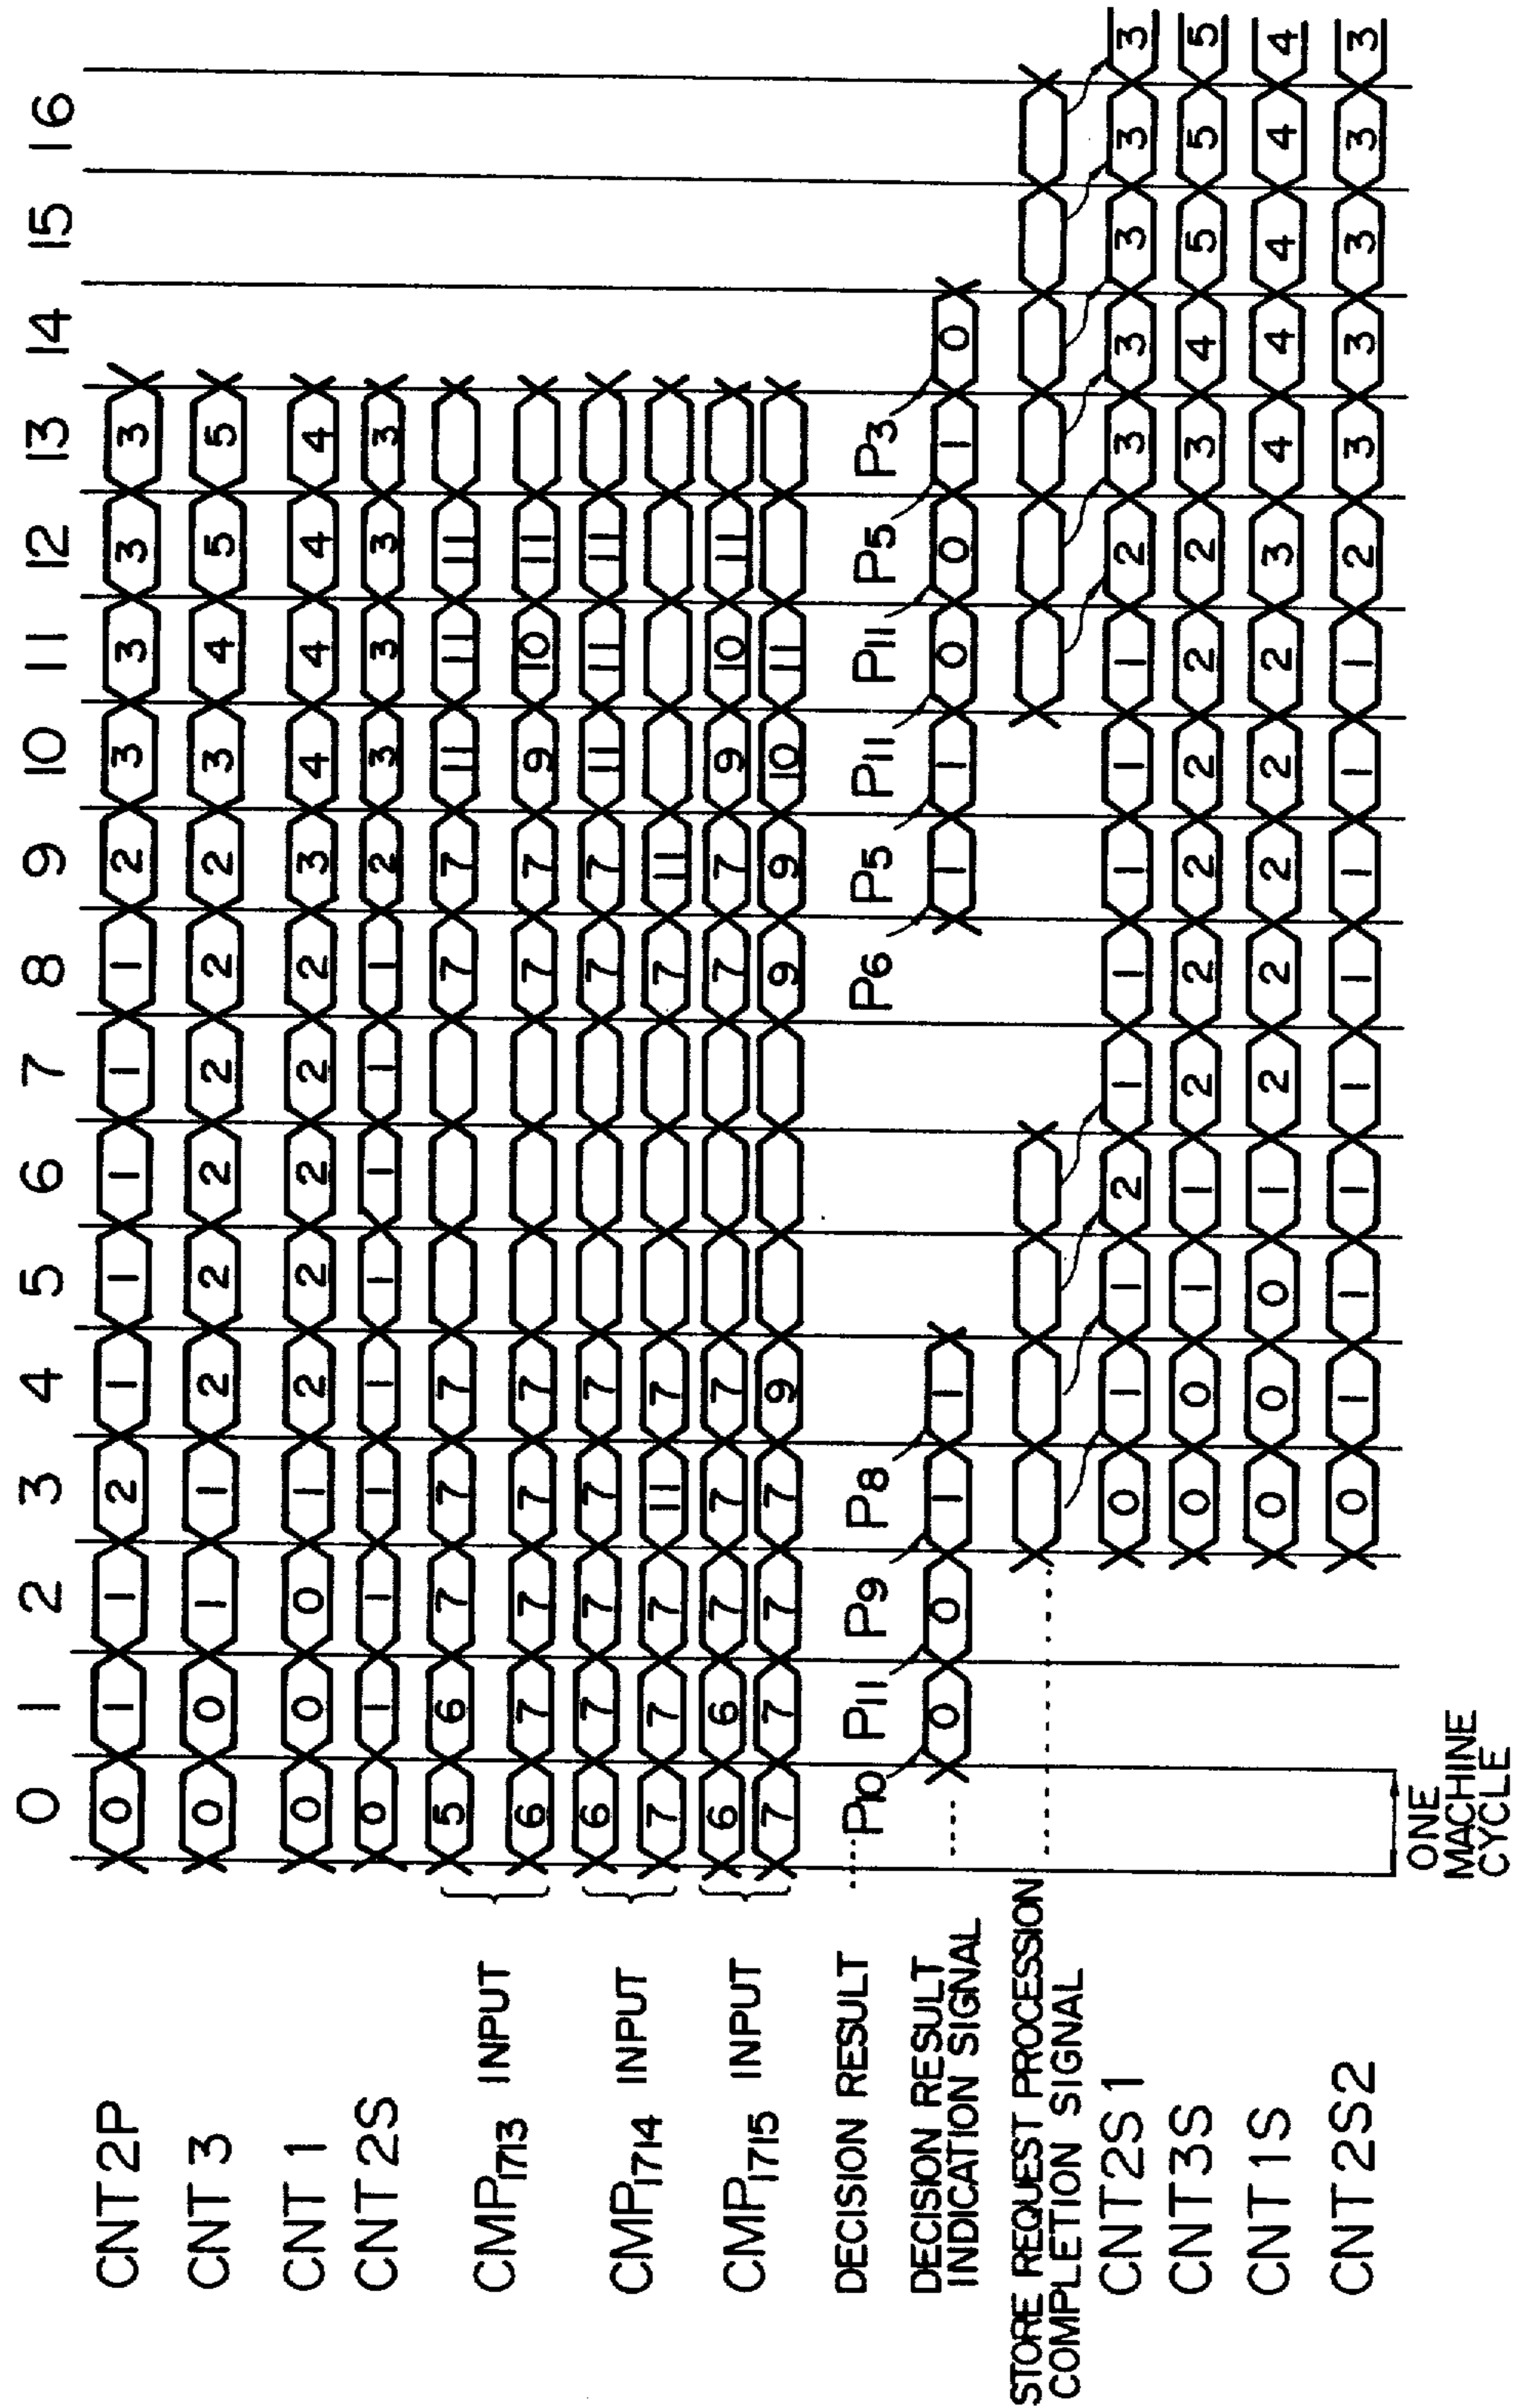 0 1 2 3 4 5 6 7 8 9 10 11 12 13 14 15 16
CNT2P 0 1 1 2 1 1 1 1 1 2 3 3 3 3
CNT3 0 0 1 1 2 2 2 2 2 2 3 4 5 5
CNT1 0 0 0 1 2 2 2 2 2 3 4 4 4 4
CNT2S 0 1 1 1 1 1 1 1 1 2 3 3 3 3
CMP1713 INPUT
5 6 7 7 7 7 7 11 11 11
6 7 7 7 7 7 7 9 10 11
CMP1714 INPUT
6 7 7 7 7 7 7 11 11 11
7 7 7 11 7 7 11
CMP1715 INPUT
6 6 7 7 7 7 7 9 10 11
7 7 7 7 9 9 9 10 11
DECISION RESULT P10 P11 P9 P8 P6 P5 P11 P11 P5 P3
DECISION RESULT
INDICATION SIGNAL 0 0 1 1 1 1 0 0 1 0
STORE REQUEST PROCESSION
COMPLETION SIGNAL
CNT2S1 0 1 1 2 1 1 1 1 1 2 3 3 3 3 3
CNT3S 0 0 1 1 2 2 2 2 2 2 3 4 5 5 5
CNT1S 0 0 0 1 2 2 2 2 2 3 4 4 4 4 4
CNT2S2 0 1 1 1 1 1 1 1 1 2 3 3 3 3 3
ONE
MACHINE
CYCLE